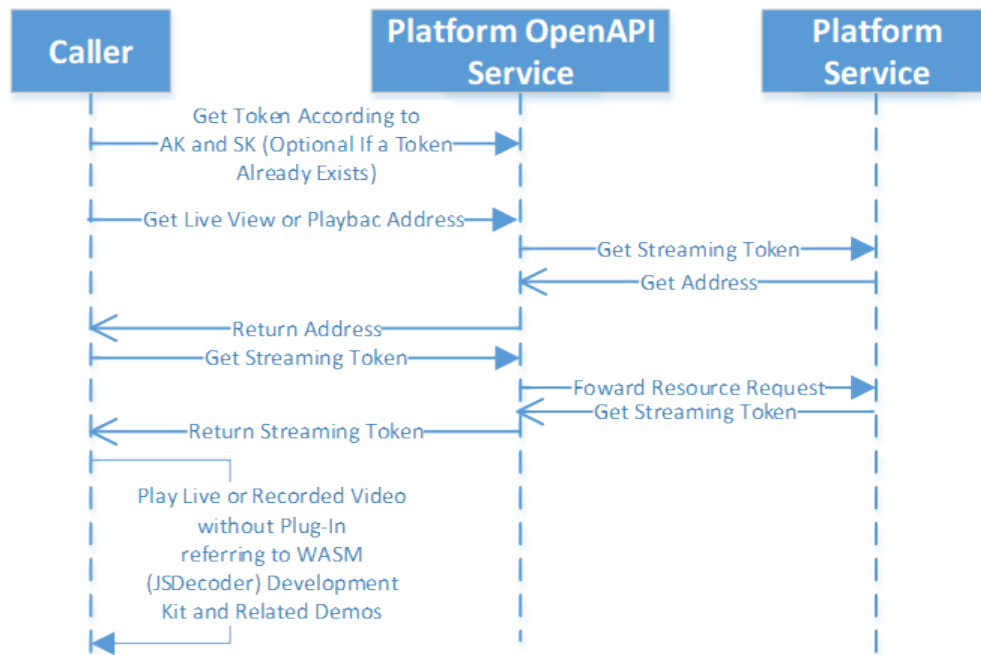 Caller
Platform OpenAPI
Service
Platform
Service
Get Token According to
AK and SK (Optional If a Token
Already Exists)
Get Live View or Playbac Address
Get Streaming Token
Get Address
Return Address
Get Streaming Token
Foward Resource Request
Get Streaming Token
Return Streaming Token
Play Live or Recorded Video
without Plug-In
referring to WASM
(JSDecoder) Development
Kit and Related Demos